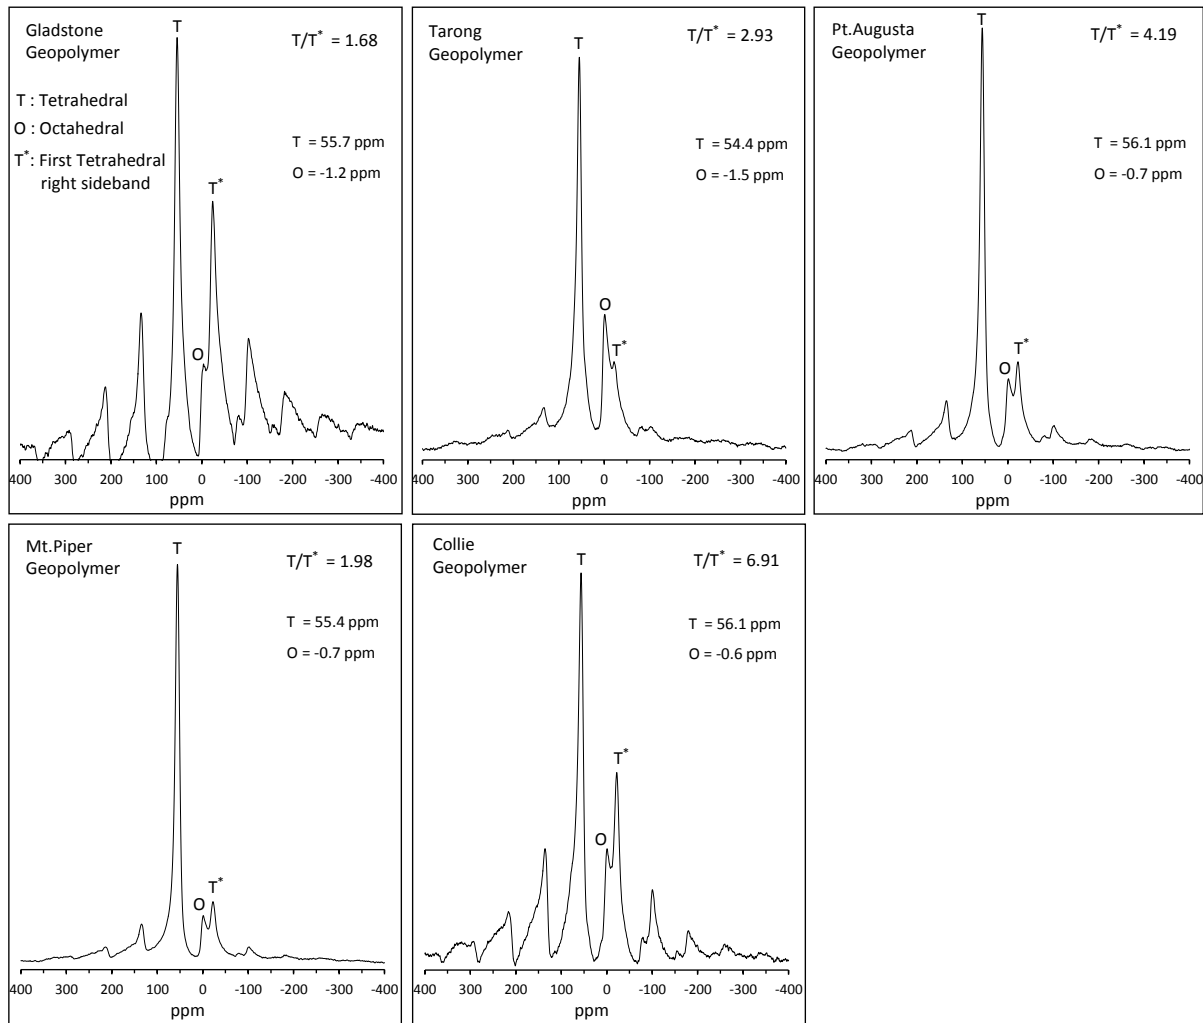 Gladstone
Geopolymer
T
T/T* = 1.68
T : Tetrahedral
O : Octahedral
T*: First Tetrahedral
right sideband
T = 55.7 ppm
O = -1.2 ppm
T*
O
400 300 200 100 0 -100 -200 -300 -400
ppm
Tarong
Geopolymer
T
T/T* = 2.93
T = 54.4 ppm
O = -1.5 ppm
O
T*
400 300 200 100 0 -100 -200 -300 -400
ppm
Pt.Augusta
Geopolymer
T
T/T* = 4.19
T = 56.1 ppm
O = -0.7 ppm
O
T*
400 300 200 100 0 -100 -200 -300 -400
ppm
Mt.Piper
Geopolymer
T
T/T* = 1.98
T = 55.4 ppm
O = -0.7 ppm
O
T*
400 300 200 100 0 -100 -200 -300 -400
ppm
Collie
Geopolymer
T
T/T* = 6.91
T = 56.1 ppm
O = -0.6 ppm
T*
O
400 300 200 100 0 -100 -200 -300 -400
ppm